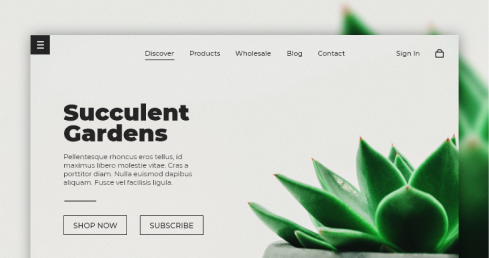 Discover Products Wholesale Blog Contact Sign In
Succulent
Gardens
Pellentesque rhoncus eros tellus, id
maximus libero molestie vitae. Cras a
porttitor diam. Nulla euismod dapibus
aliquam. Fusce vel facilisis ligula.
SHOP NOW SUBSCRIBE